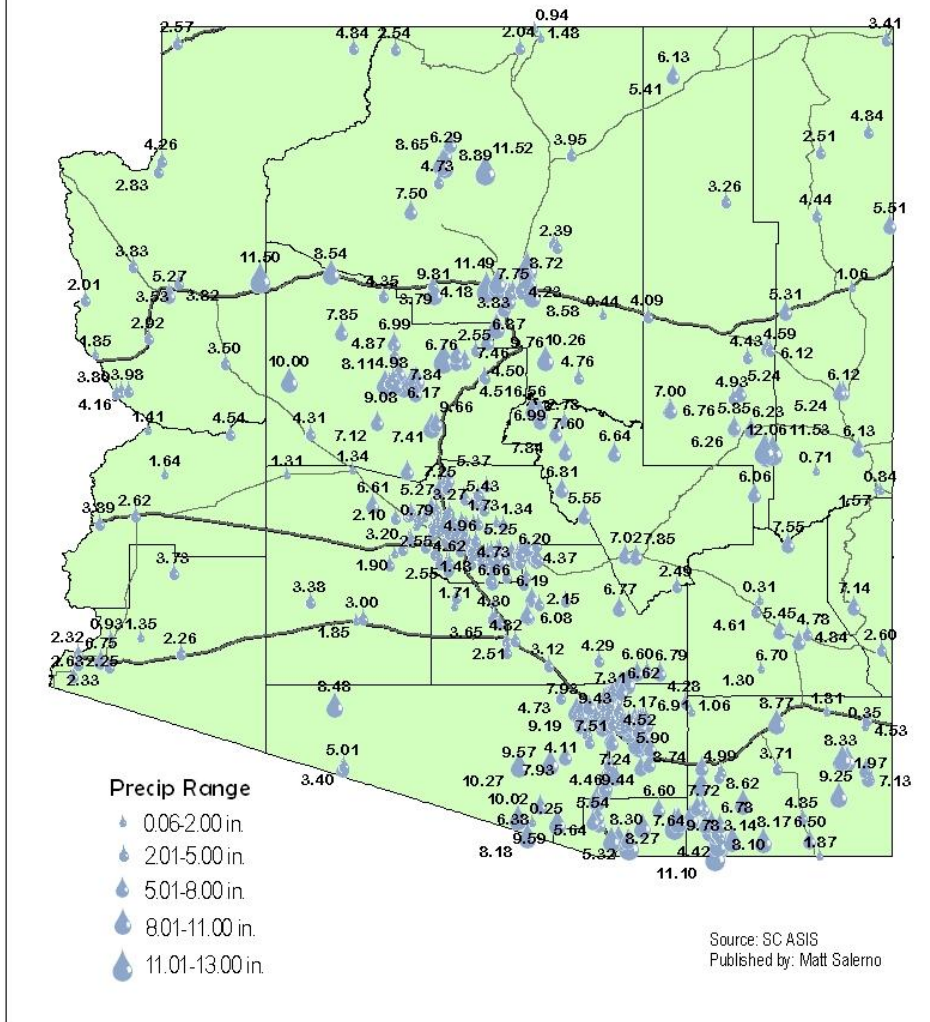 0.94
2.57
4.84 2.54 2.04 1.48 3.41
6.13
5.41
4.84
8.65 6.29 11.52 3.95 2.51
4.26 8.89
4.73
2.83
7.50 3.26 4.44 5.51
2.39
3.83 11.50 8.54 8.72
5.27 4.35 9.81 11.49 7.75 1.06
2.01 3.53 3.82 3.79 4.18 3.83 4.23 0.44 4.09 5.31
8.58
2.92 7.85 6.99 6.87
1.85 4.87 6.76 2.55 9.76 10.26 4.43 4.59
3.50 10.00 8.11 4.98 7.46 4.76 6.12
3.80 3.98 7.84 4.50 4.93 5.24 6.12
4.16 9.08 6.17 4.51 6.56 7.00
9.66 6.99 2.73 6.76 5.85 6.23 5.24
1.41 4.54 4.31 7.12 7.41 7.60 6.64 6.26 12.06 11.53 6.13
7.84
1.64 1.31 1.34 7.25 5.37 6.81 6.06 0.71 0.84
6.61 5.27 3.27 5.43 5.55 1.57
3.89 2.62 2.10 0.79 1.73 1.34
4.96 5.25 7.55
3.20 2.55 4.62 4.73 6.20 7.02 7.85
3.73 1.90 2.55 1.43 6.66 4.37 2.49
6.19
3.38 1.71 2.15 6.77 0.31 7.14
3.00 4.30 6.08 5.45 4.78
0.93 1.35 1.85 4.82 4.61 4.84
2.32 6.75 2.26 3.65 2.60
2.63 2.25 2.51 3.12 4.29 6.60 6.79 6.70
2.33 7.31 6.62 1.30
8.48 7.93 9.43 4.28
4.73 5.17 6.91 1.06 8.77 1.81 0.35
9.19 7.51 4.52 4.53
5.90
5.01 9.57 4.11 7.24 8.74 4.99 3.71 8.33
3.40 7.93 1.97
10.27 4.46 9.44 6.60 7.72 8.62 9.25 7.13
10.02 0.25 5.54 6.78 4.85
6.38 5.64 8.30 7.64 9.78 3.14 8.17 6.50
9.59 8.27 8.10 1.87
8.18 5.32 4.42
11.10
Precip Range
0.06-2.00 in.
2.01-5.00 in.
5.01-8.00 in.
8.01-11.00 in.
11.01-13.00 in.
Source: SC ASIS
Published by: Matt Salerno